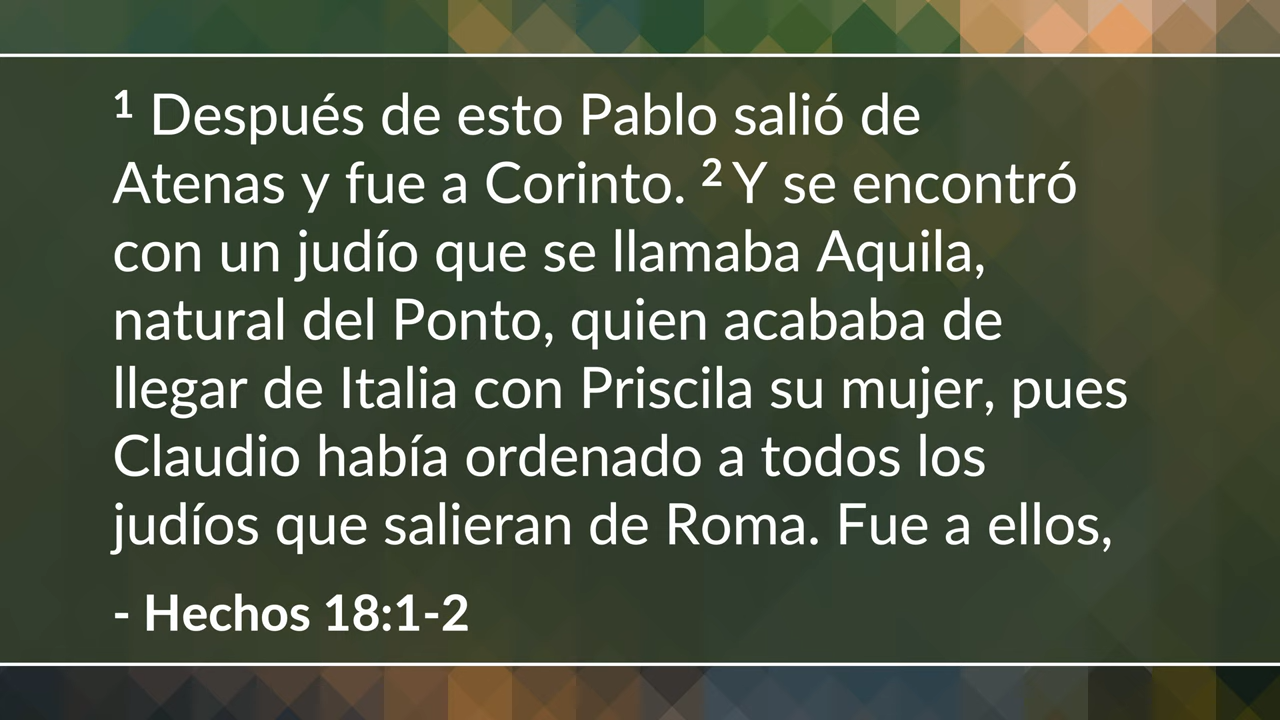 ¹ Después de esto Pablo salió de
Atenas y fue a Corinto. ² Y se encontró
con un judío que se llamaba Aquila,
natural del Ponto, quien acababa de
llegar de Italia con Priscila su mujer, pues
Claudio había ordenado a todos los
judíos que salieran de Roma. Fue a ellos,
- Hechos 18:1-2